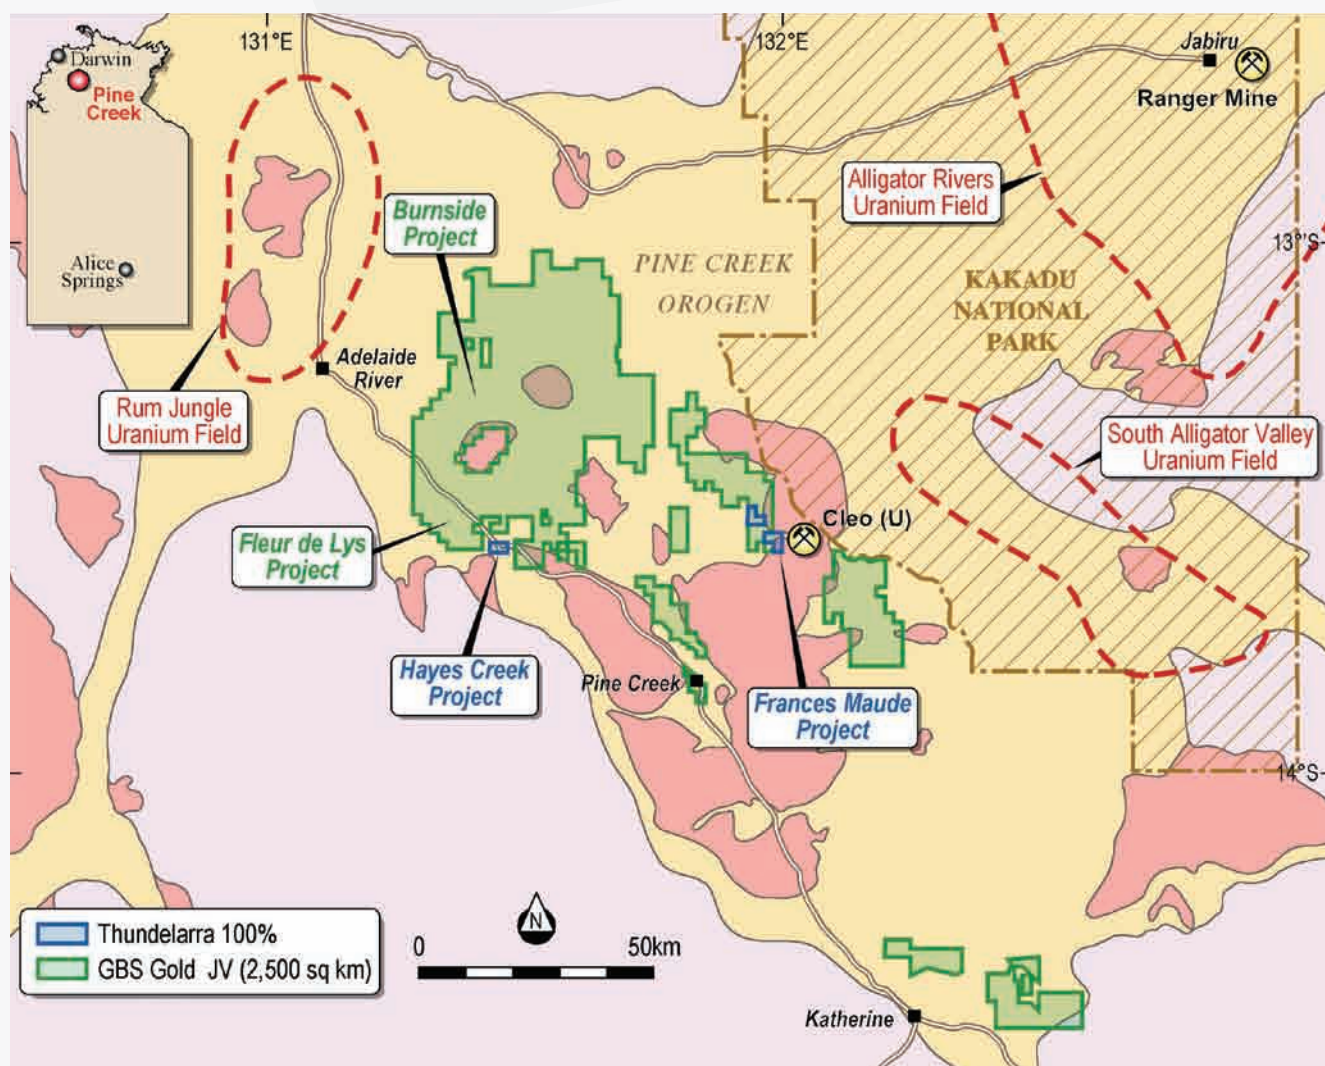 131°E
132°E
Jabiru
Ranger Mine
Darwin
Pine
Creek
Alice
Springs
Alligator Rivers
Uranium Field
Burnside
Project
13°S
PINE CREEK
OROGEN
KAKADU
NATIONAL
PARK
Adelaide
River
Rum Jungle
Uranium Field
South Alligator Valley
Uranium Field
Cleo (U)
Fleur de Lys
Project
Hayes Creek
Project
Pine Creek
Frances Maude
Project
14°S
Thundelarra 100%
GBS Gold JV (2,500 sq km)
N
0 50km
Katherine